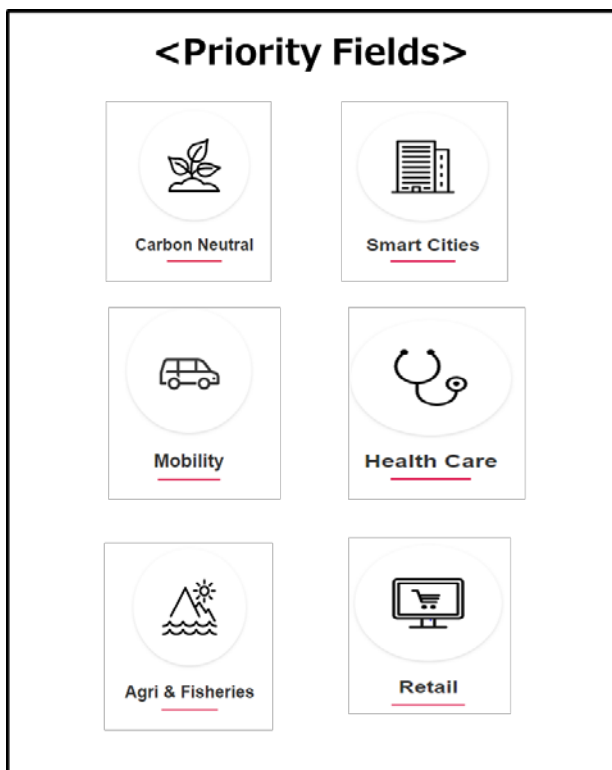 <Priority Fields>
Carbon Neutral
Smart Cities
Mobility
Health Care
Agri & Fisheries
Retail